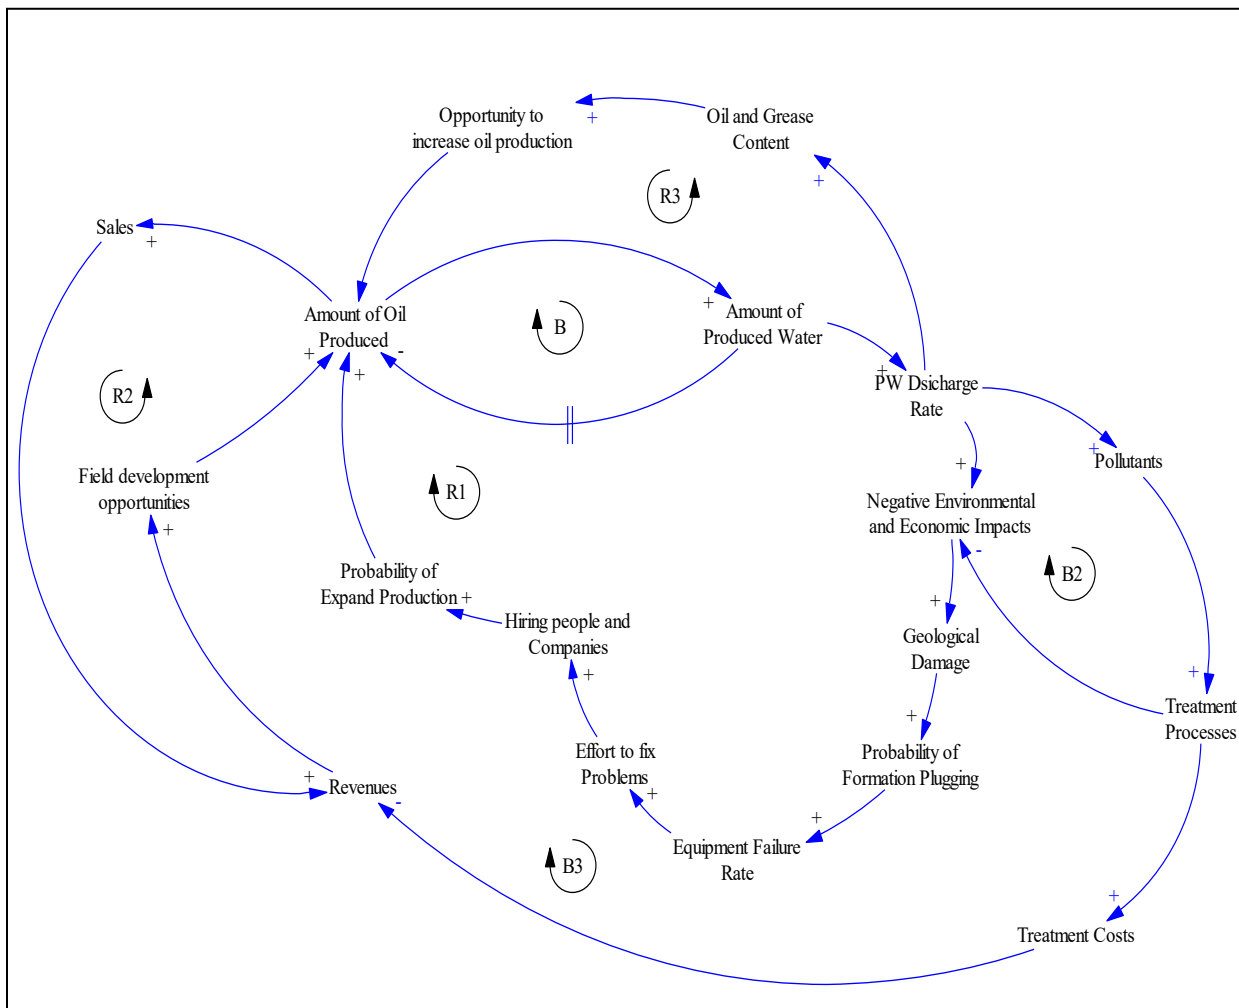 Opportunity to
increase oil production
+
Oil and Grease
Content
+
R3
Sales
+
Amount of Oil
Produced
+
-
+
B
+
Amount of
Produced Water
+
PW Dsicharge
Rate
R2
+
Pollutants
+
Field development
opportunities
+
R1
Negative Environmental
and Economic Impacts
-
B2
Probability of
Expand Production
+
Hiring people and
Companies
+
+
Geological
Damage
+
Treatment
Processes
+
Probability of
Formation Plugging
Effort to fix
Problems
+
+
Revenues
-
+
Equipment Failure
Rate
B3
+
Treatment Costs